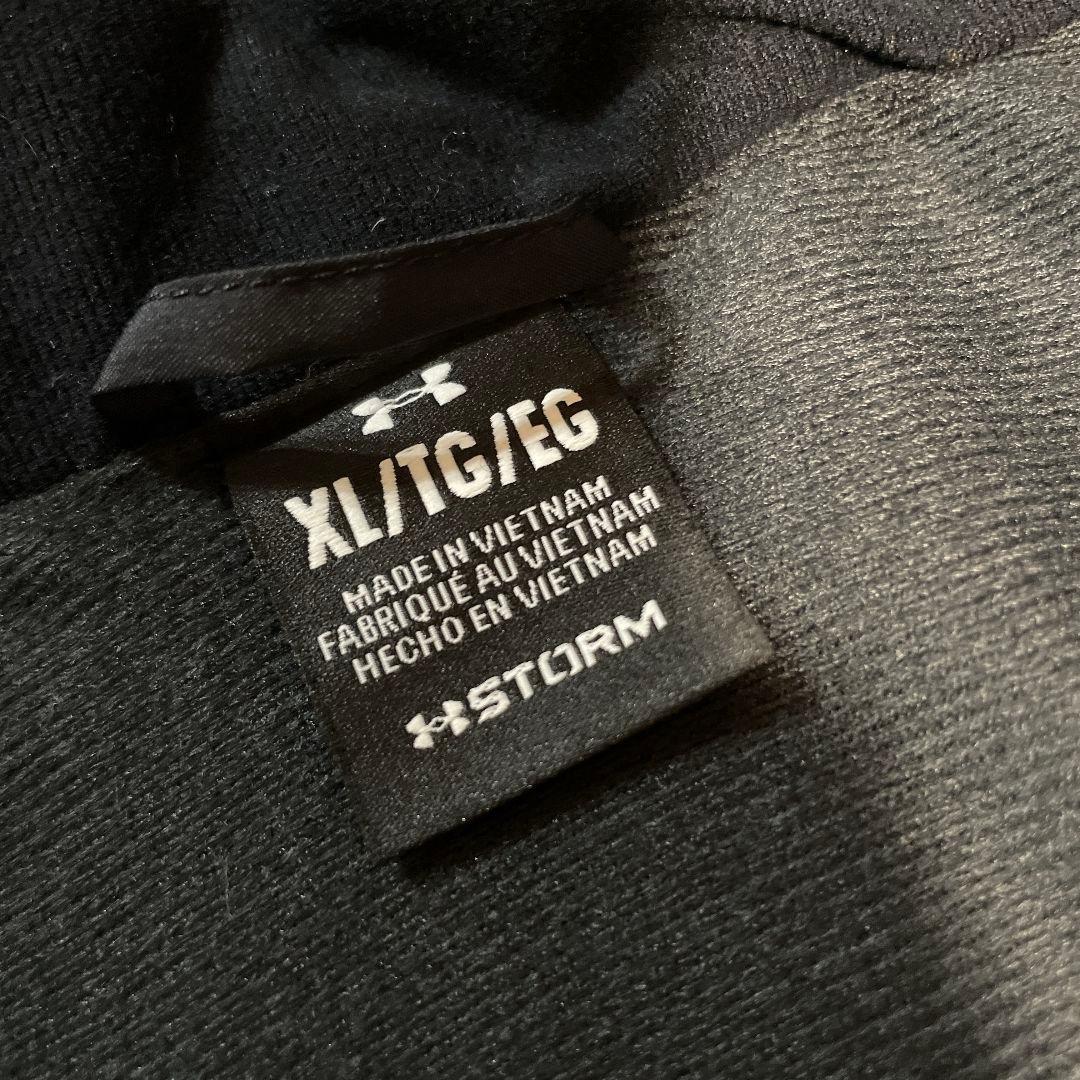 XL/TG/EG
MADE IN VIETNAM
FABRIQUÉ AU VIETNAM
HECHO EN VIETNAM
STORM